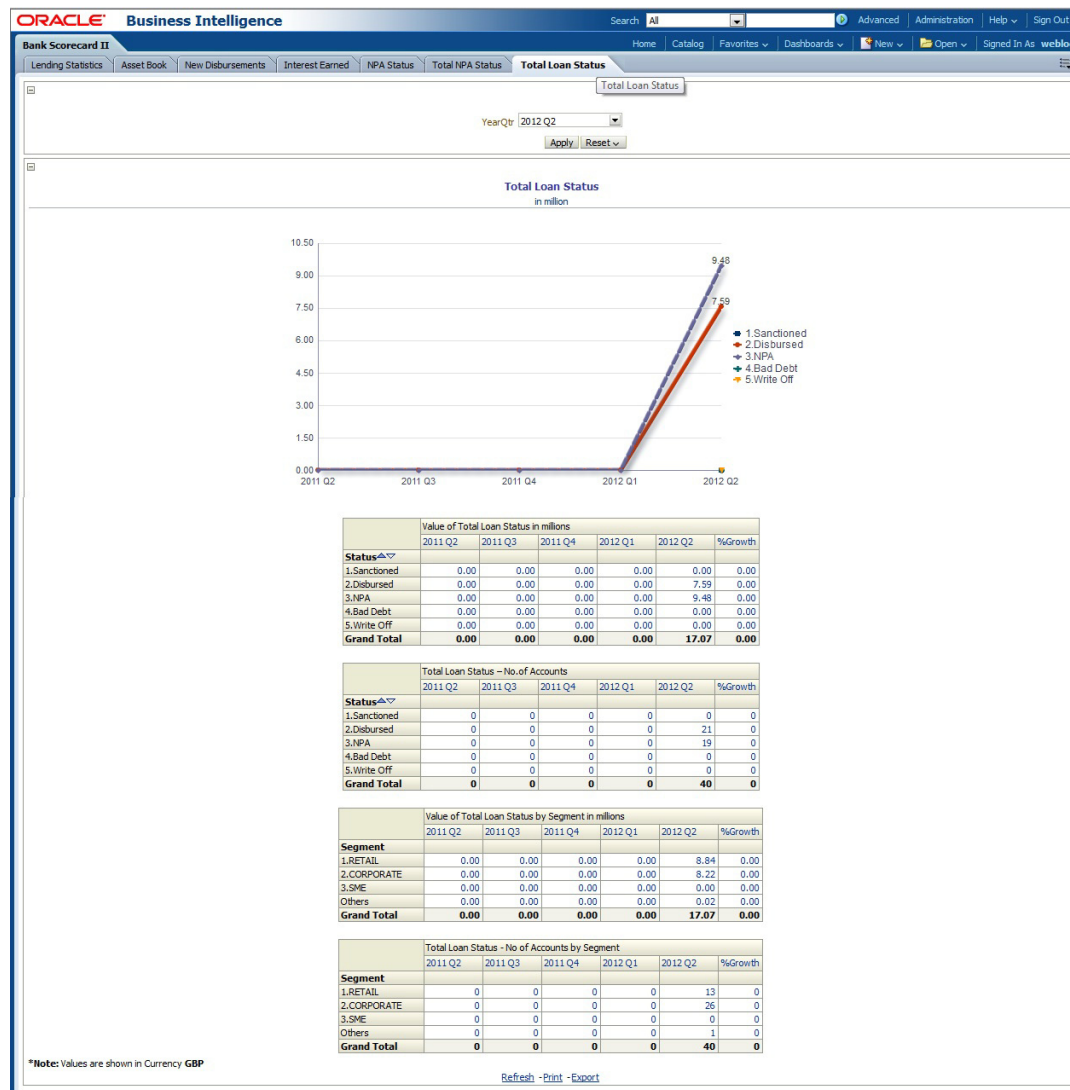 ORACLE Business Intelligence Search All Advanced Administration Help Sign Out
Bank Scorecard II Home Catalog Favorites Dashboards New Open Signed In As
Lending Statistics Asset Book New Disbursements Interest Earned NPA Status Total NPA Status Total Loan Status
Total Loan Status
YearQtr 2012 Q2
Apply Reset
Total Loan Status
in million
10.50
9.48
9.00
7.59
7.50
1.Sanctioned
6.00
2.Disbursed
3.NPA
4.Bad Debt
4.50
5.Write Off
3.00
1.50
0.00
2011 Q2 2011 Q3 2011 Q4 2012 Q1 2012 Q2
Value of Total Loan Status in millions
2011 Q2 2011 Q3 2011 Q4 2012 Q1 2012 Q2 %Growth
Status
1.Sanctioned 0.00 0.00 0.00 0.00 0.00 0.00
2.Disbursed 0.00 0.00 0.00 0.00 7.59 0.00
3.NPA 0.00 0.00 0.00 0.00 9.48 0.00
4.Bad Debt 0.00 0.00 0.00 0.00 0.00 0.00
5.Write Off 0.00 0.00 0.00 0.00 0.00 0.00
Grand Total 0.00 0.00 0.00 0.00 17.07 0.00
Total Loan Status – No.of Accounts
2011 Q2 2011 Q3 2011 Q4 2012 Q1 2012 Q2 %Growth
Status
1.Sanctioned 0 0 0 0 0 0
2.Disbursed 0 0 0 0 21 0
3.NPA 0 0 0 0 19 0
4.Bad Debt 0 0 0 0 0 0
5.Write Off 0 0 0 0 0 0
Grand Total 0 0 0 0 40 0
Value of Total Loan Status by Segment in millions
2011 Q2 2011 Q3 2011 Q4 2012 Q1 2012 Q2 %Growth
Segment
1.RETAIL 0.00 0.00 0.00 0.00 8.84 0.00
2.CORPORATE 0.00 0.00 0.00 0.00 8.22 0.00
3.SME 0.00 0.00 0.00 0.00 0.00 0.00
Others 0.00 0.00 0.00 0.00 0.02 0.00
Grand Total 0.00 0.00 0.00 0.00 17.07 0.00
Total Loan Status - No of Accounts by Segment
2011 Q2 2011 Q3 2011 Q4 2012 Q1 2012 Q2 %Growth
Segment
1.RETAIL 0 0 0 0 13 0
2.CORPORATE 0 0 0 0 26 0
3.SME 0 0 0 0 0 0
Others 0 0 0 0 1 0
Grand Total 0 0 0 0 40 0
*Note: Values are shown in Currency GBP
Refresh - Print - Export